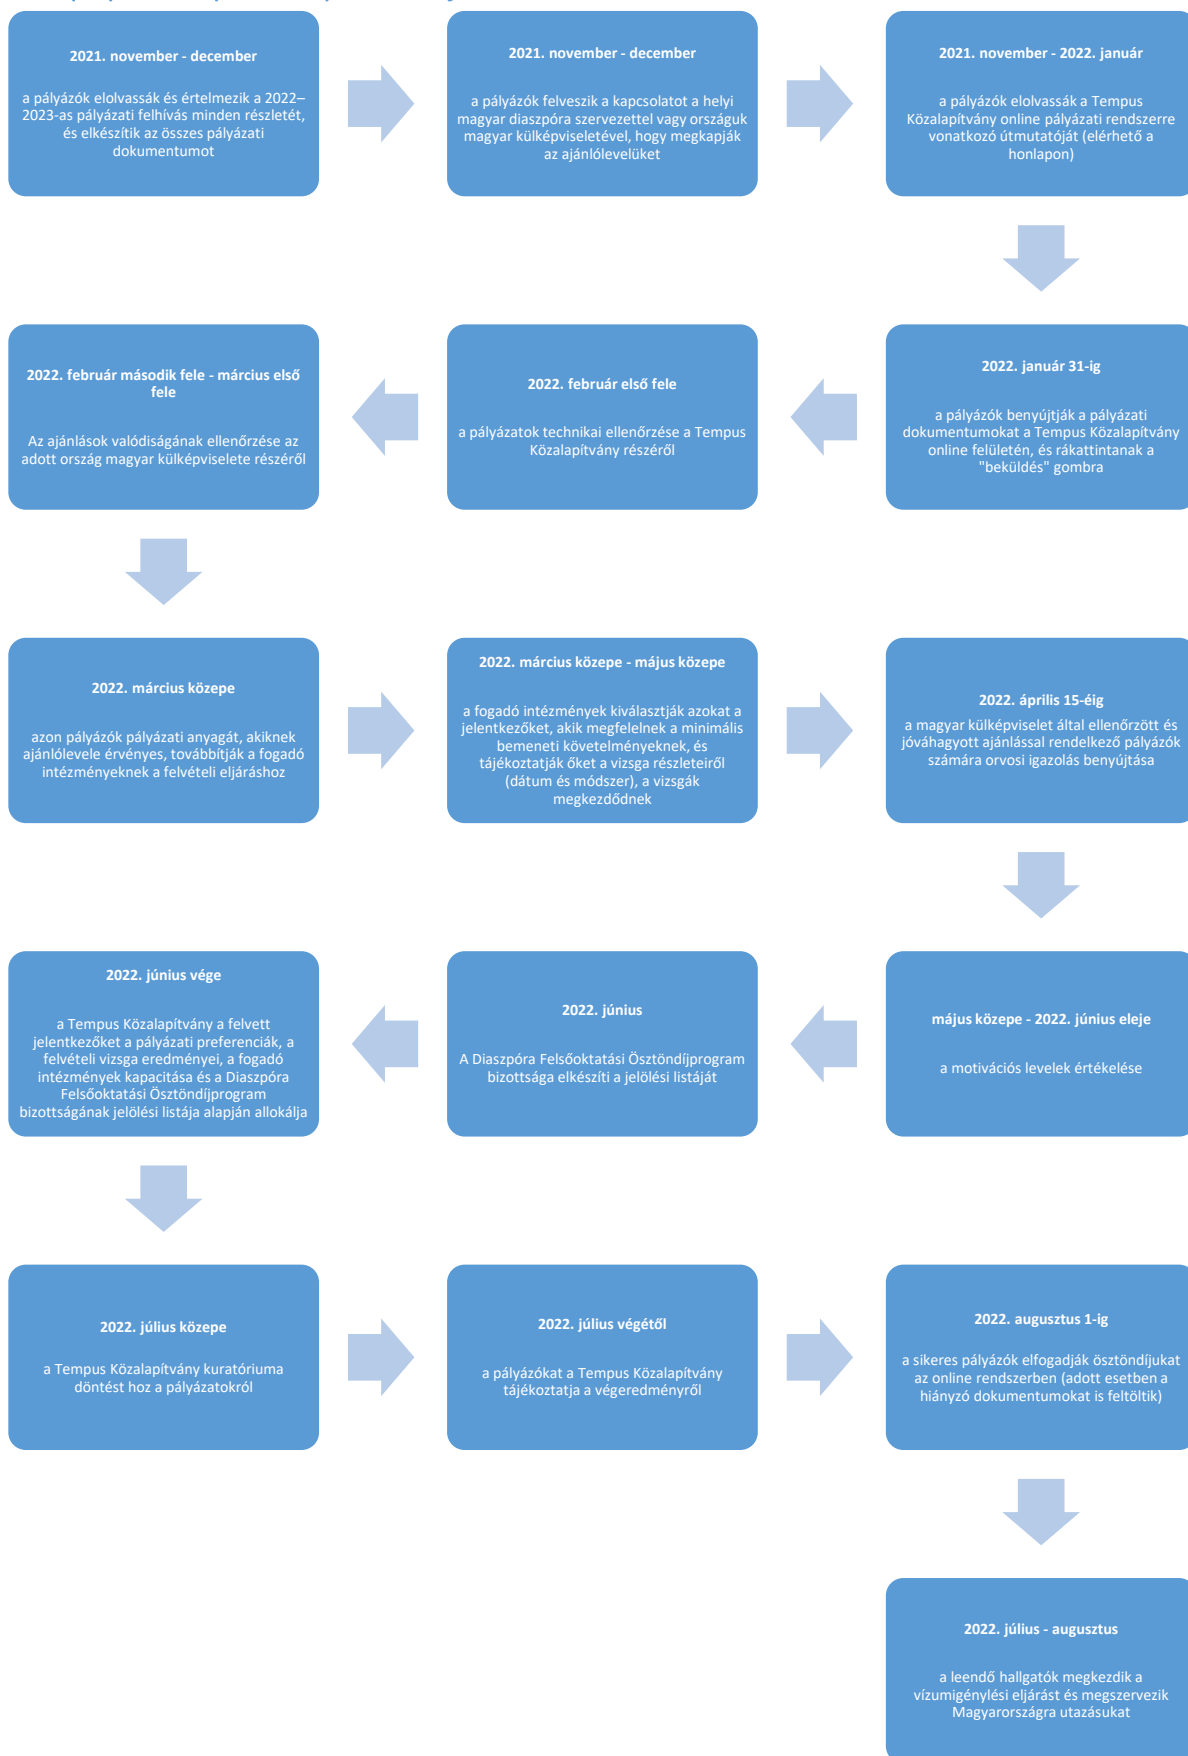 2021. november - december
a pályázók elolvassák és értelmezik a 2022–
2023-as pályázati felhívás minden részletét,
és elkészítik az összes pályázati
dokumentumot
2021. november - december
a pályázók felveszik a kapcsolatot a helyi
magyar diaszpóra szervezettel vagy országuk
magyar külképviseletével, hogy megkapják
az ajánlólevelüket
2021. november - 2022. január
a pályázók elolvassák a Tempus
Közalapítvány online pályázati rendszerre
vonatkozó útmutatóját (elérhető a
honlapon)
2022. január 31-ig
a pályázók benyújtják a pályázati
dokumentumokat a Tempus Közalapítvány
online felületén, és rákattintanak a
"beküldés" gombra
2022. február első fele
a pályázatok technikai ellenőrzése a Tempus
Közalapítvány részéről
2022. február második fele - március első
fele
Az ajánlások valódiságának ellenőrzése az
adott ország magyar külképviselete részéről
2022. március közepe
azon pályázók pályázati anyagát, akiknek
ajánlólevele érvényes, továbbítják a fogadó
intézményeknek a felvételi eljáráshoz
2022. március közepe - május közepe
a fogadó intézmények kiválasztják azokat a
jelentkezőket, akik megfelelnek a minimális
bemeneti követelményeknek, és
tájékoztatják őket a vizsga részleteiről
(dátum és módszer), a vizsgák
megkezdődnek
2022. április 15-éig
a magyar külképviselet által ellenőrzött és
jóváhagyott ajánlással rendelkező pályázók
számára orvosi igazolás benyújtása
május közepe - 2022. június eleje
a motivációs levelek értékelése
2022. június
A Diaszpóra Felsőoktatási Ösztöndíjprogram
bizottsága elkészíti a jelölési listáját
2022. június vége
a Tempus Közalapítvány a felvett
jelentkezőket a pályázati preferenciák, a
felvételi vizsga eredményei, a fogadó
intézmények kapacitása és a Diaszpóra
Felsőoktatási Ösztöndíjprogram
bizottságának jelölési listája alapján allokálja
2022. július közepe
a Tempus Közalapítvány kuratóriuma
döntést hoz a pályázatokról
2022. július végétől
a pályázókat a Tempus Közalapítvány
tájékoztatja a végeredményről
2022. augusztus 1-ig
a sikeres pályázók elfogadják ösztöndíjukat
az online rendszerben (adott esetben a
hiányzó dokumentumokat is feltöltik)
2022. július - augusztus
a leendő hallgatók megkezdik a
vízumigénylési eljárást és megszervezik
Magyarországra utazásukat